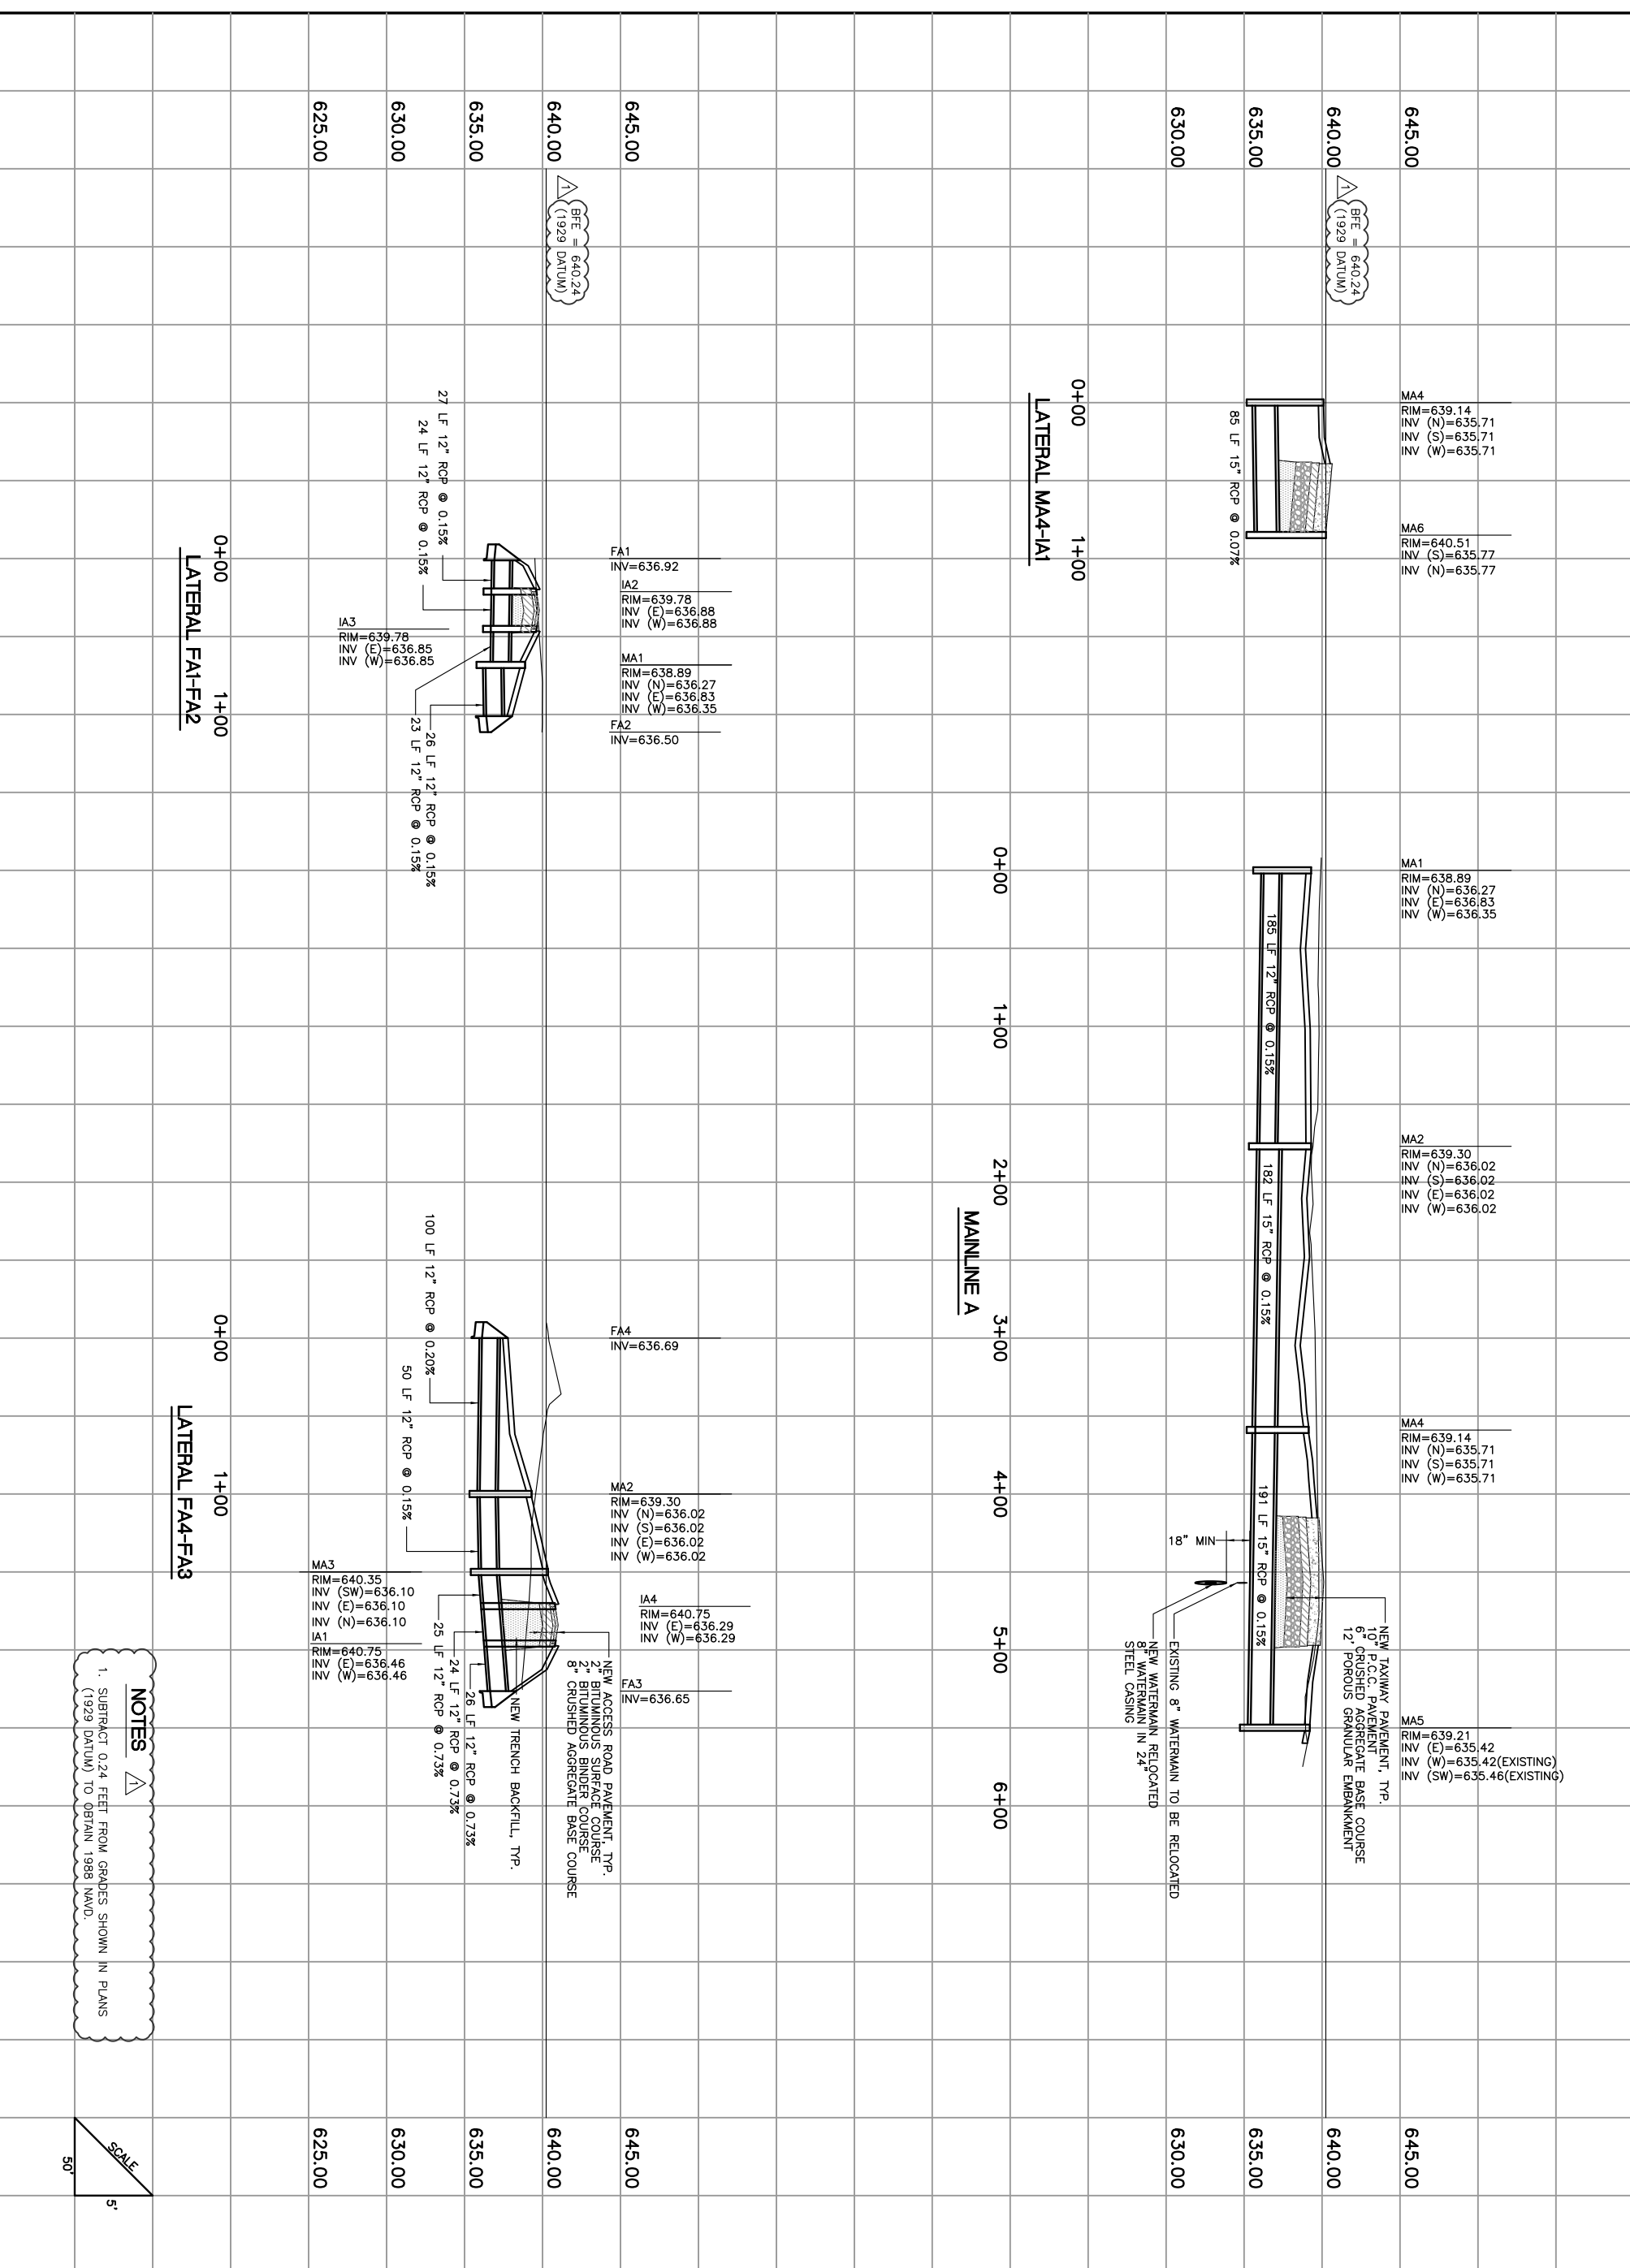 645.00
640.00
635.00
630.00
1
BFE = 640.24
(1929 DATUM)
MA4
RIM=639.14
INV (N)=635.71
INV (S)=635.71
INV (W)=635.71
MA6
RIM=640.51
INV (S)=635.77
INV (N)=635.77
85 LF 15" RCP @ 0.07%
0+00
1+00
LATERAL MA4-IA1
MA1
RIM=638.89
INV (N)=636.27
INV (E)=636.83
INV (W)=636.35
MA2
RIM=639.30
INV (N)=636.02
INV (S)=636.02
INV (E)=636.02
INV (W)=636.02
MA4
RIM=639.14
INV (N)=635.71
INV (S)=635.71
INV (W)=635.71
MA5
RIM=639.21
INV (E)=635.42
INV (W)=635.42(EXISTING)
INV (SW)=635.46(EXISTING)
NEW TAXIWAY PAVEMENT, TYP.
10" P.C.C. PAVEMENT
6" CRUSHED AGGREGATE BASE COURSE
12" POROUS GRANULAR EMBANKMENT
185 LF 12" RCP @ 0.15%
182 LF 15" RCP @ 0.15%
191 LF 15" RCP @ 0.15%
18" MIN
EXISTING 8" WATERMAIN TO BE RELOCATED
NEW WATERMAIN RELOCATED
8" WATERMAIN IN 24"
STEEL CASING
0+00
1+00
2+00
3+00
4+00
5+00
6+00
MAINLINE A
645.00
640.00
635.00
630.00
645.00
640.00
635.00
630.00
625.00
1
BFE = 640.24
(1929 DATUM)
FA1
INV=636.92
IA2
RIM=639.78
INV (E)=636.88
INV (W)=636.88
MA1
RIM=638.89
INV (N)=636.27
INV (E)=636.83
INV (W)=636.35
FA2
INV=636.50
27 LF 12" RCP @ 0.15%
24 LF 12" RCP @ 0.15%
IA3
RIM=639.78
INV (E)=636.85
INV (W)=636.85
26 LF 12" RCP @ 0.15%
23 LF 12" RCP @ 0.15%
0+00
1+00
LATERAL FA1-FA2
FA4
INV=636.69
MA2
RIM=639.30
INV (N)=636.02
INV (S)=636.02
INV (E)=636.02
INV (W)=636.02
IA4
RIM=640.75
INV (E)=636.29
INV (W)=636.29
FA3
INV=636.65
NEW ACCESS ROAD PAVEMENT, TYP.
2" BITUMINOUS SURFACE COURSE
2" BITUMINOUS BINDER COURSE
8" CRUSHED AGGREGATE BASE COURSE
NEW TRENCH BACKFILL, TYP.
100 LF 12" RCP @ 0.20%
50 LF 12" RCP @ 0.15%
26 LF 12" RCP @ 0.73%
24 LF 12" RCP @ 0.73%
25 LF 12" RCP @ 0.73%
MA3
RIM=640.35
INV (SW)=636.10
INV (E)=636.10
INV (N)=636.10
IA1
RIM=640.75
INV (E)=636.46
INV (W)=636.46
0+00
1+00
LATERAL FA4-FA3
645.00
640.00
635.00
630.00
625.00
NOTES
1
1. SUBTRACT 0.24 FEET FROM GRADES SHOWN IN PLANS
(1929 DATUM) TO OBTAIN 1988 NAVD.
SCALE
5'
50'